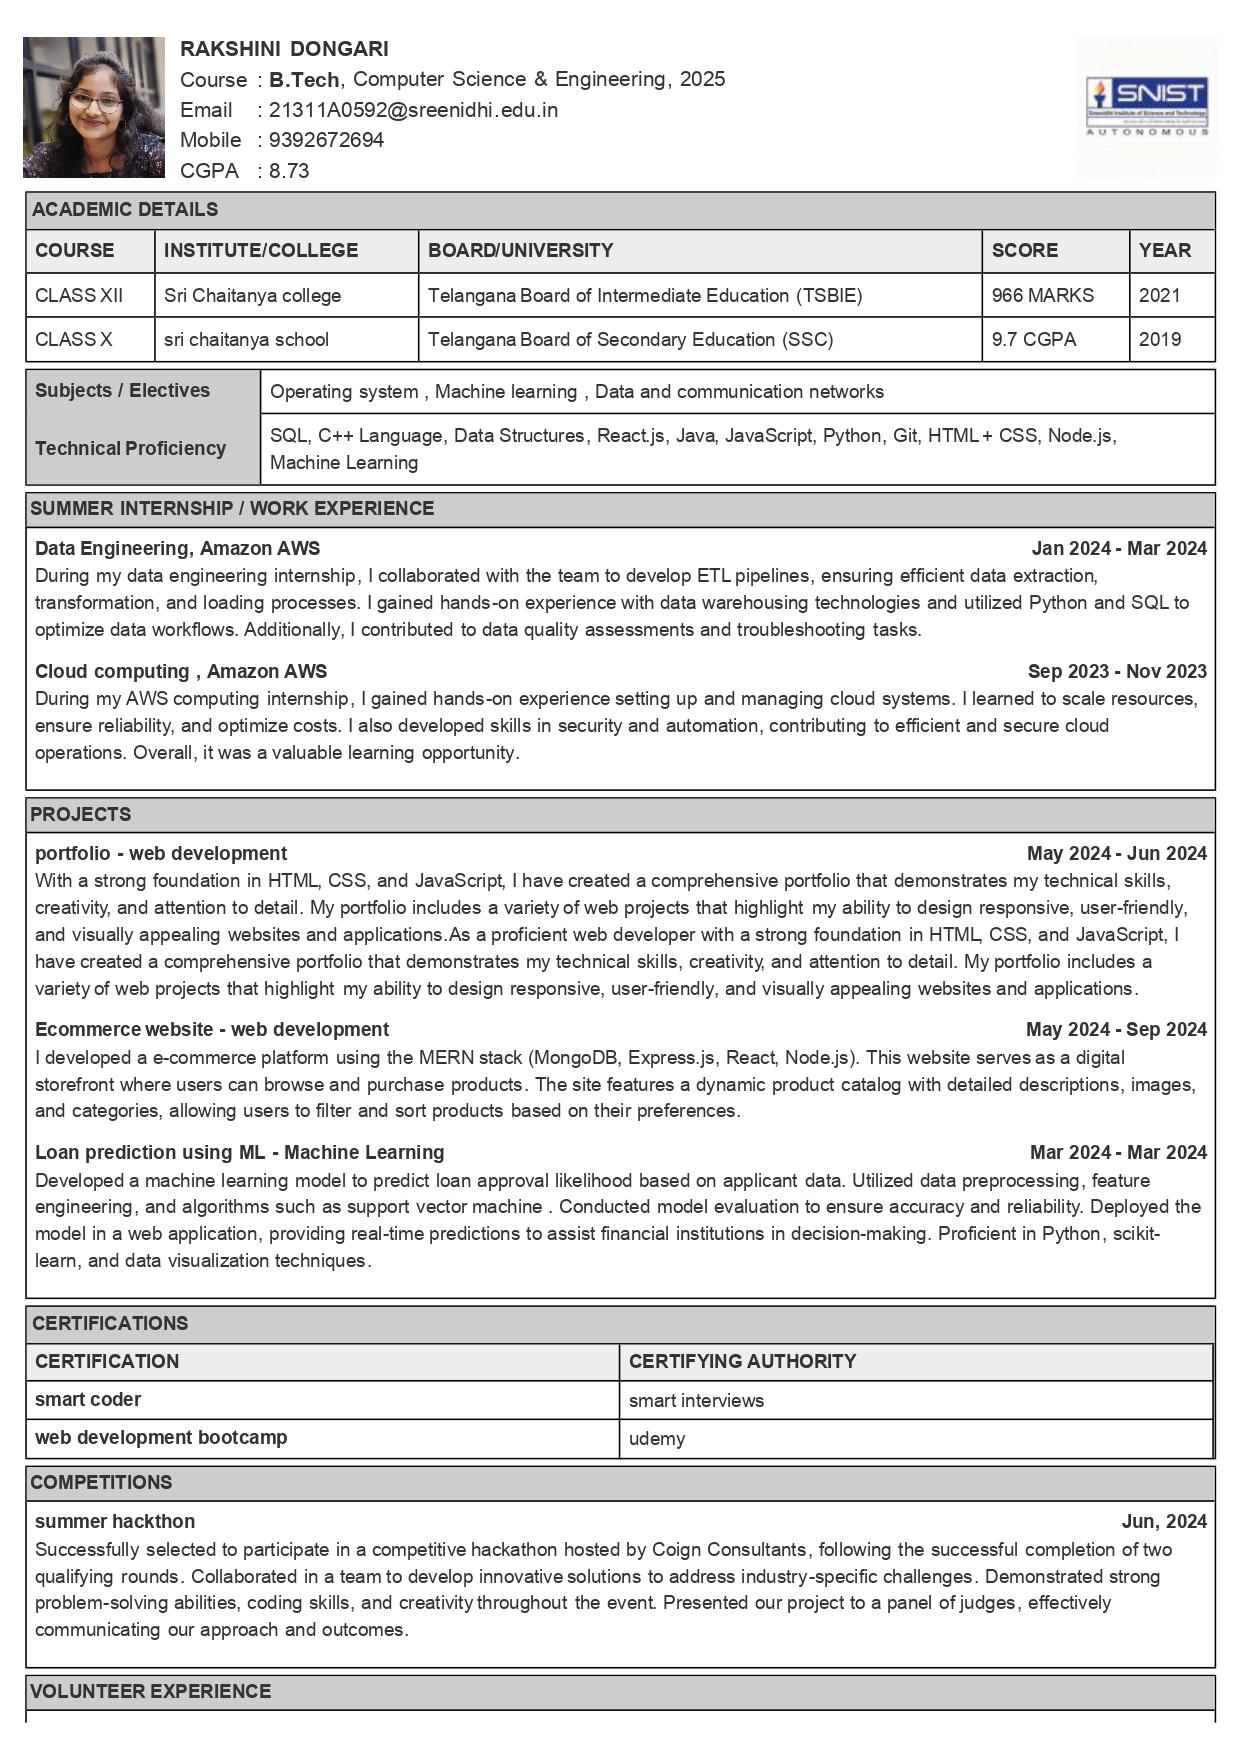 RAKSHINI DONGARI
Course : B.Tech, Computer Science & Engineering, 2025
Email : 21311A0592@sreenidhi.edu.in
Mobile : 9392672694
CGPA : 8.73
SNIST
Sreenidhi Institute of Science and Technology
AUTONOMOUS
ACADEMIC DETAILS
COURSE INSTITUTE/COLLEGE BOARD/UNIVERSITY SCORE YEAR
CLASS XII Sri Chaitanya college Telangana Board of Intermediate Education (TSBIE) 966 MARKS 2021
CLASS X sri chaitanya school Telangana Board of Secondary Education (SSC) 9.7 CGPA 2019
Subjects / Electives Operating system , Machine learning , Data and communication networks
Technical Proficiency SQL, C++ Language, Data Structures, React.js, Java, JavaScript, Python, Git, HTML + CSS, Node.js,
Machine Learning
SUMMER INTERNSHIP / WORK EXPERIENCE
Data Engineering, Amazon AWS Jan 2024 - Mar 2024
During my data engineering internship, I collaborated with the team to develop ETL pipelines, ensuring efficient data extraction,
transformation, and loading processes. I gained hands-on experience with data warehousing technologies and utilized Python and SQL to
optimize data workflows. Additionally, I contributed to data quality assessments and troubleshooting tasks.
Cloud computing , Amazon AWS Sep 2023 - Nov 2023
During my AWS computing internship, I gained hands-on experience setting up and managing cloud systems. I learned to scale resources,
ensure reliability, and optimize costs. I also developed skills in security and automation, contributing to efficient and secure cloud
operations. Overall, it was a valuable learning opportunity.
PROJECTS
portfolio - web development May 2024 - Jun 2024
With a strong foundation in HTML, CSS, and JavaScript, I have created a comprehensive portfolio that demonstrates my technical skills,
creativity, and attention to detail. My portfolio includes a variety of web projects that highlight my ability to design responsive, user-friendly,
and visually appealing websites and applications.As a proficient web developer with a strong foundation in HTML, CSS, and JavaScript, I
have created a comprehensive portfolio that demonstrates my technical skills, creativity, and attention to detail. My portfolio includes a
variety of web projects that highlight my ability to design responsive, user-friendly, and visually appealing websites and applications.
Ecommerce website - web development May 2024 - Sep 2024
I developed a e-commerce platform using the MERN stack (MongoDB, Express.js, React, Node.js). This website serves as a digital
storefront where users can browse and purchase products. The site features a dynamic product catalog with detailed descriptions, images,
and categories, allowing users to filter and sort products based on their preferences.
Loan prediction using ML - Machine Learning Mar 2024 - Mar 2024
Developed a machine learning model to predict loan approval likelihood based on applicant data. Utilized data preprocessing, feature
engineering, and algorithms such as support vector machine . Conducted model evaluation to ensure accuracy and reliability. Deployed the
model in a web application, providing real-time predictions to assist financial institutions in decision-making. Proficient in Python, scikit-
learn, and data visualization techniques.
CERTIFICATIONS
CERTIFICATION CERTIFYING AUTHORITY
smart coder smart interviews
web development bootcamp udemy
COMPETITIONS
summer hackthon Jun, 2024
Successfully selected to participate in a competitive hackathon hosted by Coign Consultants, following the successful completion of two
qualifying rounds. Collaborated in a team to develop innovative solutions to address industry-specific challenges. Demonstrated strong
problem-solving abilities, coding skills, and creativity throughout the event. Presented our project to a panel of judges, effectively
communicating our approach and outcomes.
VOLUNTEER EXPERIENCE